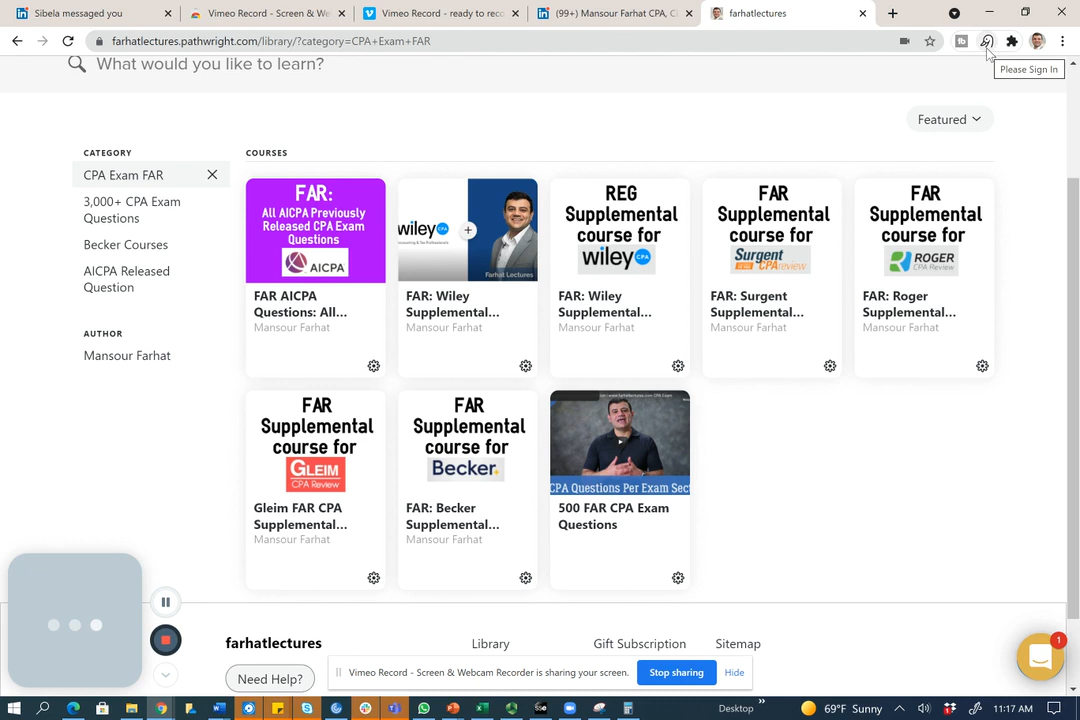 Sibela messaged you
Vimeo Record - Screen & We
Vimeo Record - ready to reco
(99+) Mansour Farhat CPA, C
farhatlectures
farhatlectures.pathwright.com/library/?category=CPA+Exam+FAR
Please Sign In
What would you like to learn?
Featured
CATEGORY
CPA Exam FAR
3,000+ CPA Exam
Questions
Becker Courses
AICPA Released
Question
AUTHOR
Mansour Farhat
COURSES
FAR:
All AICPA Previously
Released CPA Exam
Questions
AICPA
FAR AICPA
Questions: All...
Mansour Farhat
wiley CPA
Farhat Lectures
FAR: Wiley
Supplemental...
Mansour Farhat
REG
Supplemental
course for
wiley CPA
FAR: Wiley
Supplemental...
Mansour Farhat
FAR
Supplemental
course for
Surgent
CPAreview
FAR: Surgent
Supplemental...
Mansour Farhat
FAR
Supplemental
course for
ROGER
CPA Review
FAR: Roger
Supplemental...
Mansour Farhat
FAR
Supplemental
course for
GLEIM
CPA Review
Gleim FAR CPA
Supplemental...
Mansour Farhat
FAR
Supplemental
course for
Becker
FAR: Becker
Supplemental...
Mansour Farhat
CPA Questions Per Exam Sect
500 FAR CPA Exam
Questions
farhatlectures
Library
Gift Subscription
Sitemap
Need Help?
Vimeo Record - Screen & Webcam Recorder is sharing your screen.
Stop sharing
Hide
1
Desktop
69°F Sunny
11:17 AM